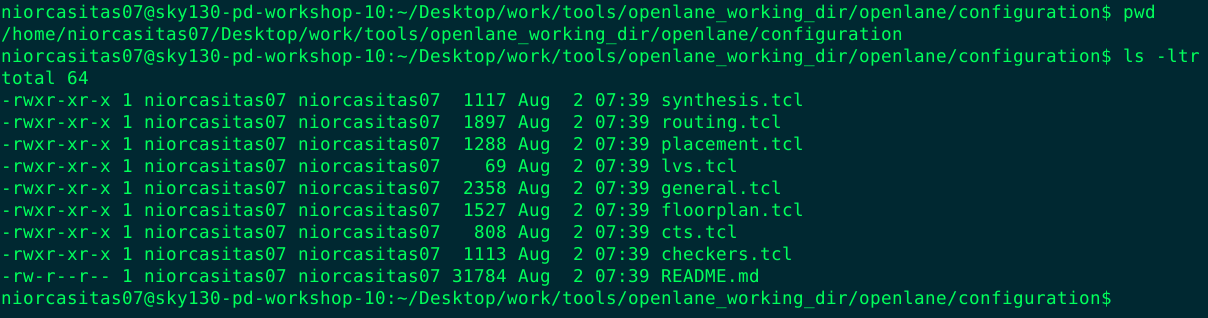 niorcasitas07@sky130-pd-workshop-10:~/Desktop/work/tools/openlane_working_dir/openlane/configuration$ pwd
/home/niorcasitas07/Desktop/work/tools/openlane_working_dir/openlane/configuration
niorcasitas07@sky130-pd-workshop-10:~/Desktop/work/tools/openlane_working_dir/openlane/configuration$ ls -ltr
total 64
-rwxr-xr-x 1 niorcasitas07 niorcasitas07  1117 Aug  2 07:39 synthesis.tcl
-rwxr-xr-x 1 niorcasitas07 niorcasitas07  1897 Aug  2 07:39 routing.tcl
-rwxr-xr-x 1 niorcasitas07 niorcasitas07  1288 Aug  2 07:39 placement.tcl
-rwxr-xr-x 1 niorcasitas07 niorcasitas07    69 Aug  2 07:39 lvs.tcl
-rwxr-xr-x 1 niorcasitas07 niorcasitas07  2358 Aug  2 07:39 general.tcl
-rwxr-xr-x 1 niorcasitas07 niorcasitas07  1527 Aug  2 07:39 floorplan.tcl
-rwxr-xr-x 1 niorcasitas07 niorcasitas07   808 Aug  2 07:39 cts.tcl
-rwxr-xr-x 1 niorcasitas07 niorcasitas07  1113 Aug  2 07:39 checkers.tcl
-rw-r--r-- 1 niorcasitas07 niorcasitas07 31784 Aug  2 07:39 README.md
niorcasitas07@sky130-pd-workshop-10:~/Desktop/work/tools/openlane_working_dir/openlane/configuration$